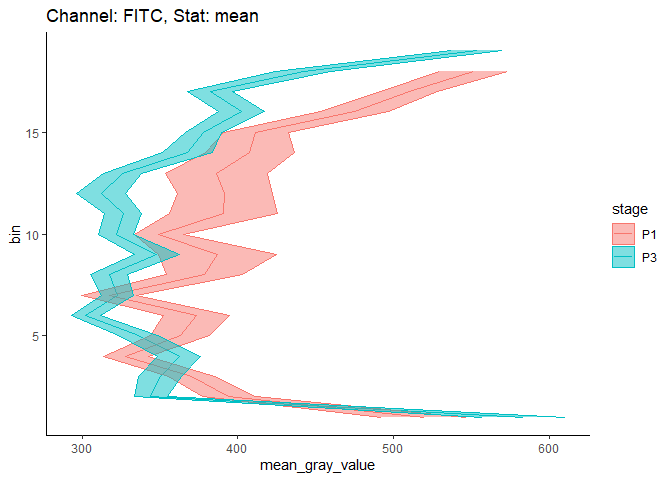 Channel: FITC, Stat: mean
15
10
5
bin
300
400
500
600
mean_gray_value
stage
P1
P3